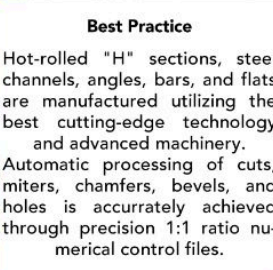 Best Practice
Hot-rolled "H" sections, stee
channels, angles, bars, and flats
are manufactured utilizing the
best cutting-edge technology
and advanced machinery.
Automatic processing of cuts,
miters, chamfers, bevels, and
holes is accurrately achieved
through precision 1:1 ratio nu-
merical control files.